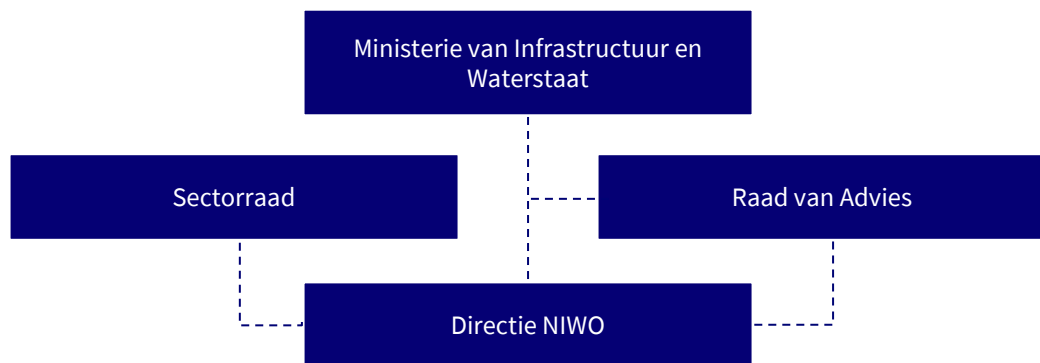 Ministerie van Infrastructuur en
Waterstaat
Sectorraad
Raad van Advies
Directie NIWO